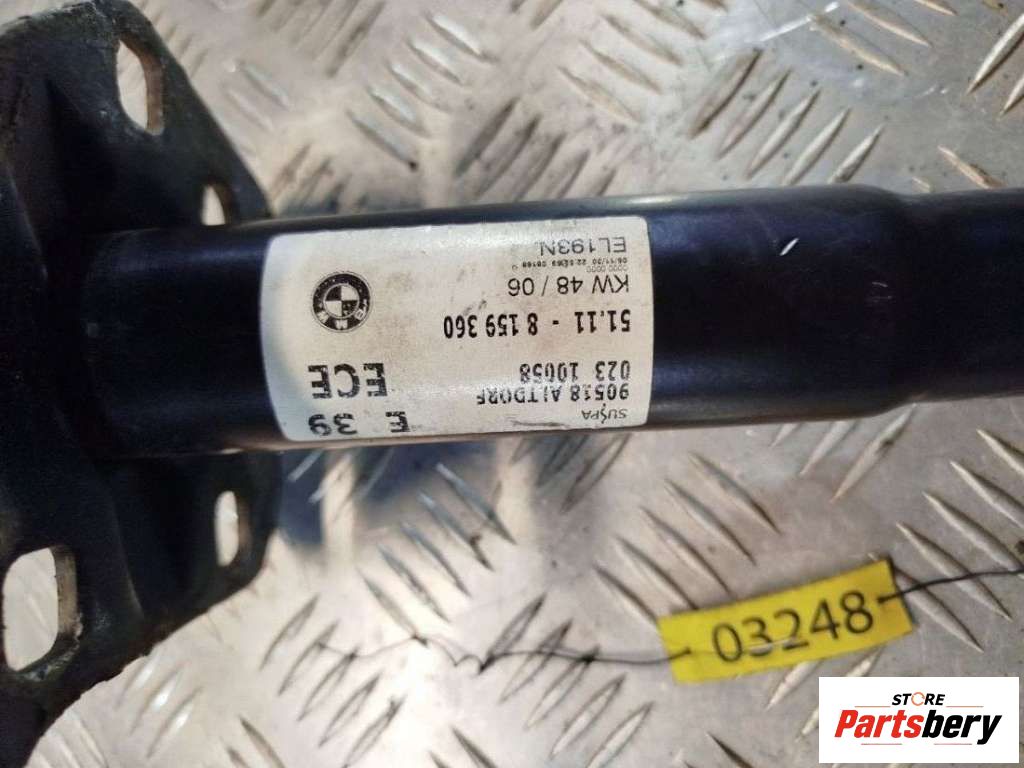 E 39
ECE
BMW
SUSPA
90518 ALTDORF
023 10058
51.11 - 8 159 360
KW 48 / 06
EL193N
03248
STORE
Partsbery